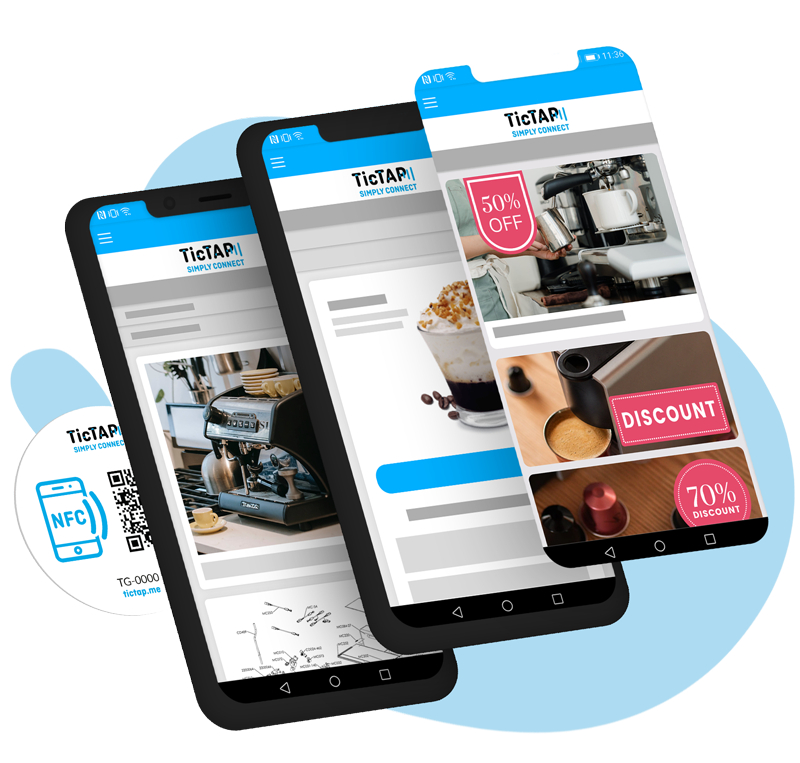 11:36
TicTAP
SIMPLY CONNECT
50%
OFF
DISCOUNT
70%
DISCOUNT
TicTAP
SIMPLY CONNECT
TicTAP
SIMPLY CONNECT
TicTAP
SIMPLY CONNECT
NFC
TG-0000
tictap.me